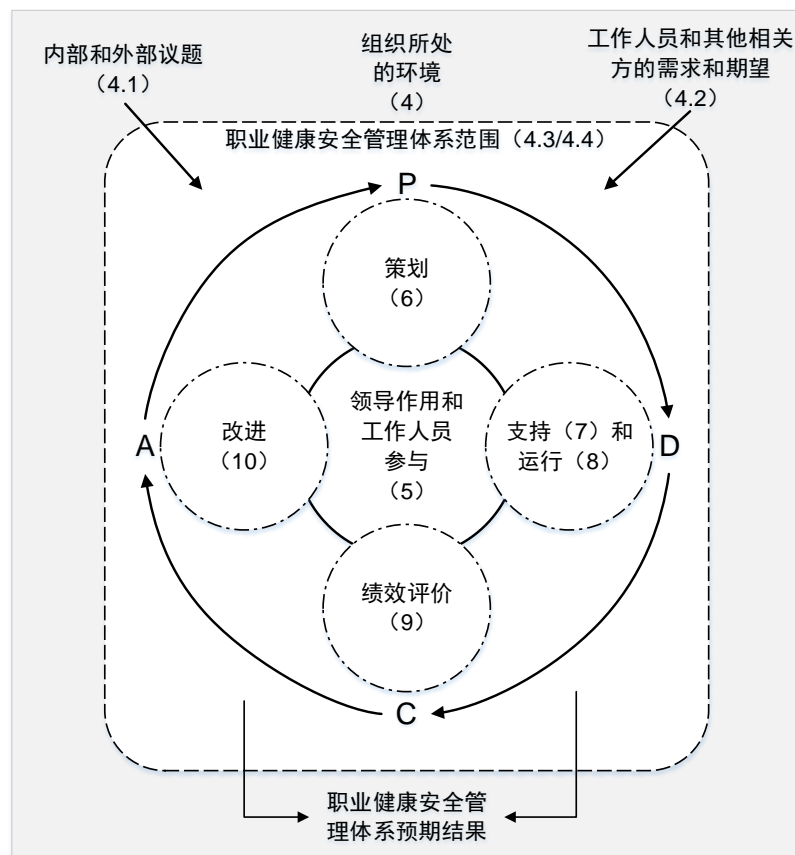 内部和外部议题
（4.1）
组织所处
的环境
（4）
工作人员和其他相关
方的需求和期望
（4.2）
职业健康安全管理体系范围（4.3/4.4）
P
策划
（6）
A
改进
（10）
领导作用和
工作人员
参与
（5）
支持（7）和
运行（8）
D
绩效评价
（9）
C
职业健康安全管
理体系预期结果